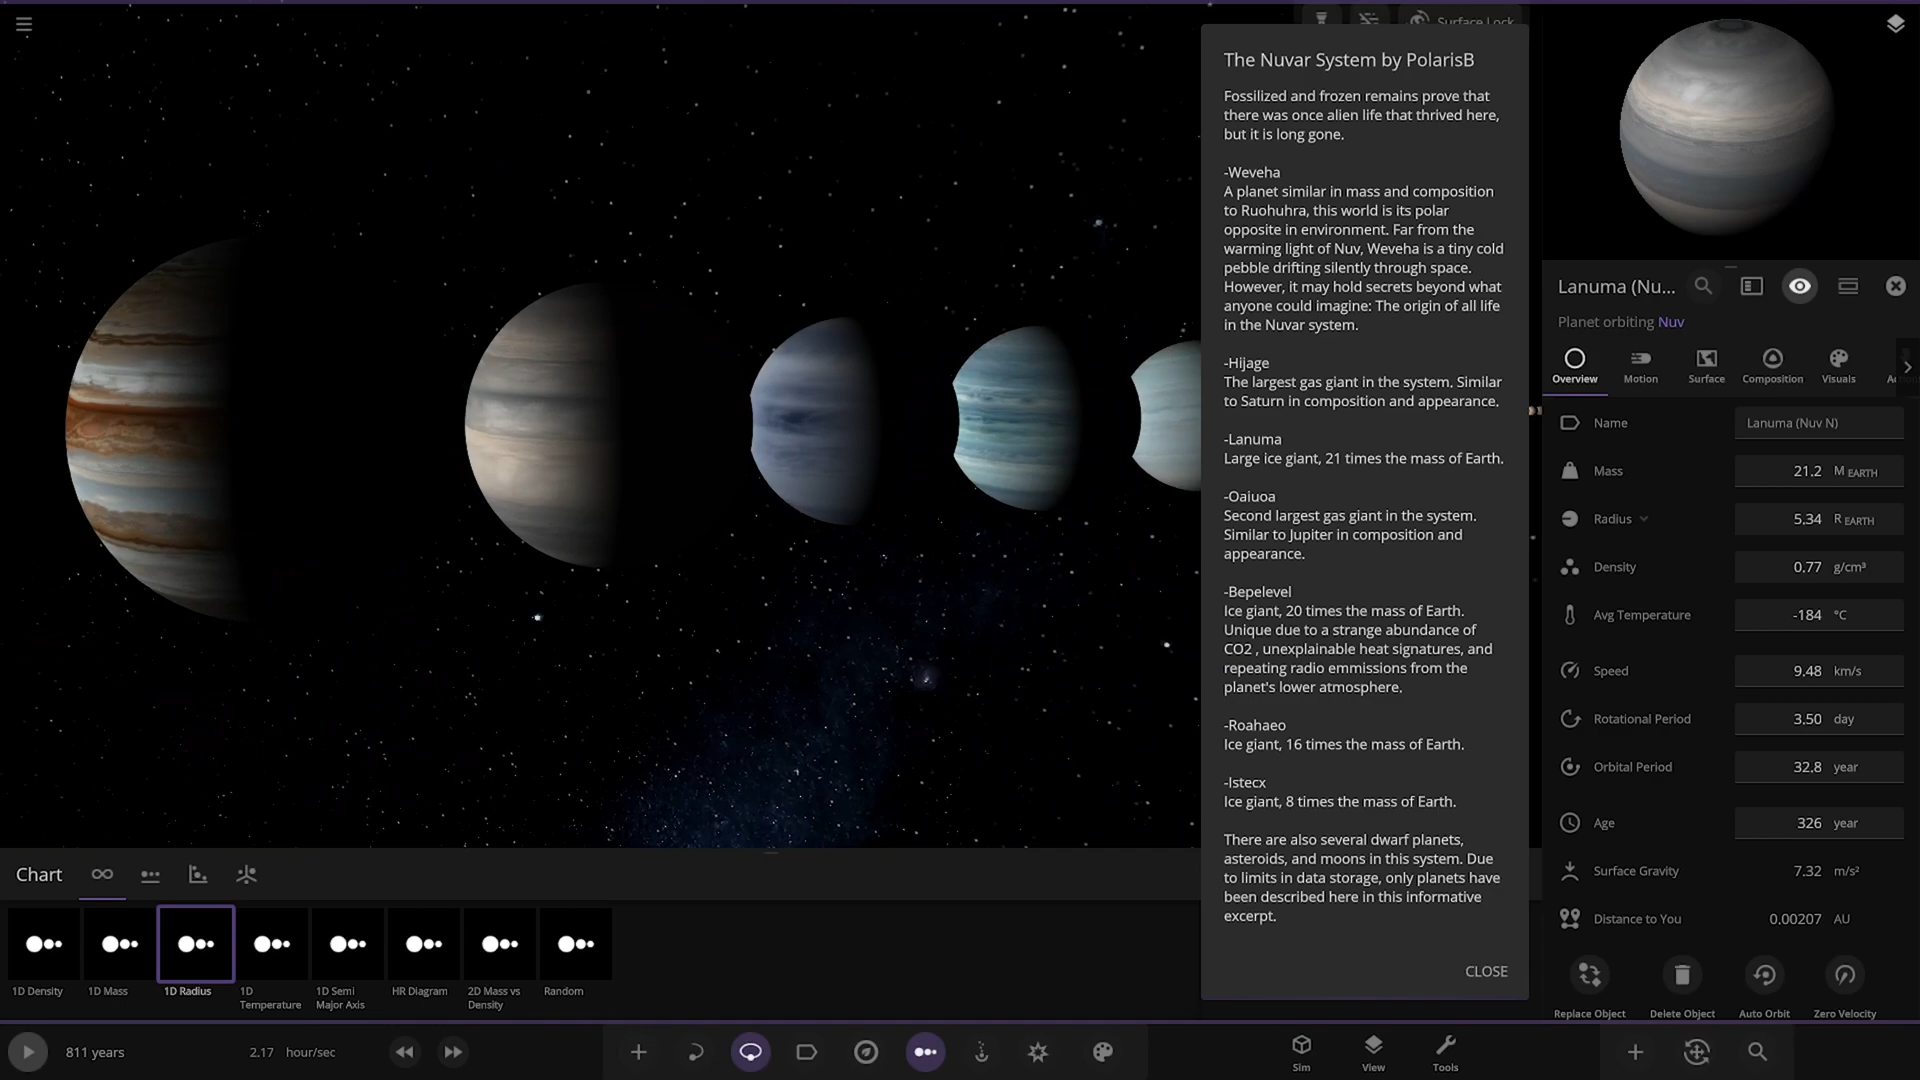 Surface Lock
The Nuvar System by PolarisB
Fossilized and frozen remains prove that
there was once alien life that thrived here,
but it is long gone.
-Weveha
A planet similar in mass and composition
to Ruohuhra, this world is its polar
opposite in environment. Far from the
warming light of Nuv, Weveha is a tiny cold
pebble drifting silently through space.
However, it may hold secrets beyond what
anyone could imagine: The origin of all life
in the Nuvar system.
-Hijage
The largest gas giant in the system. Similar
to Saturn in composition and appearance.
-Lanuma
Large ice giant, 21 times the mass of Earth.
-Oaiuoa
Second largest gas giant in the system.
Similar to Jupiter in composition and
appearance.
-Bepelevel
Ice giant, 20 times the mass of Earth.
Unique due to a strange abundance of
CO2 , unexplainable heat signatures, and
repeating radio emmissions from the
planet's lower atmosphere.
-Roahaeo
Ice giant, 16 times the mass of Earth.
-Istecx
Ice giant, 8 times the mass of Earth.
There are also several dwarf planets,
asteroids, and moons in this system. Due
to limits in data storage, only planets have
been described here in this informative
excerpt.
CLOSE
Lanuma (Nu...
Planet orbiting Nuv
Overview Motion Surface Composition Visuals
Name Lanuma (Nuv N)
Mass 21.2 M EARTH
Radius 5.34 R EARTH
Density 0.77 g/cm³
Avg Temperature -184 °C
Speed 9.48 km/s
Rotational Period 3.50 day
Orbital Period 32.8 year
Age 326 year
Surface Gravity 7.32 m/s²
Distance to You 0.00207 AU
Replace Object Delete Object Auto Orbit Zero Velocity
Chart
1D Density
1D Mass
1D Radius
1D
Temperature
1D Semi
Major Axis
HR Diagram
2D Mass vs
Density
Random
811 years 2.17 hour/sec
Sim View Tools